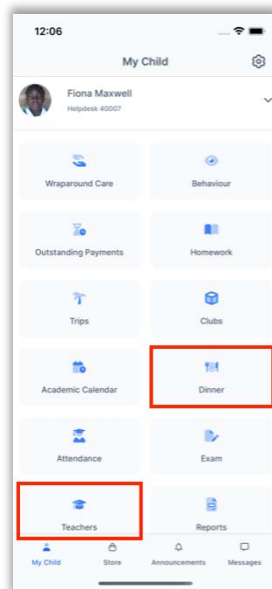 12:06
My Child
Fiona Maxwell
Helpdesk 40007
Wraparound Care
Behaviour
Outstanding Payments
Homework
Trips
Clubs
Academic Calendar
Dinner
Attendance
Exam
Teachers
Reports
My Child Store Announcements Messages